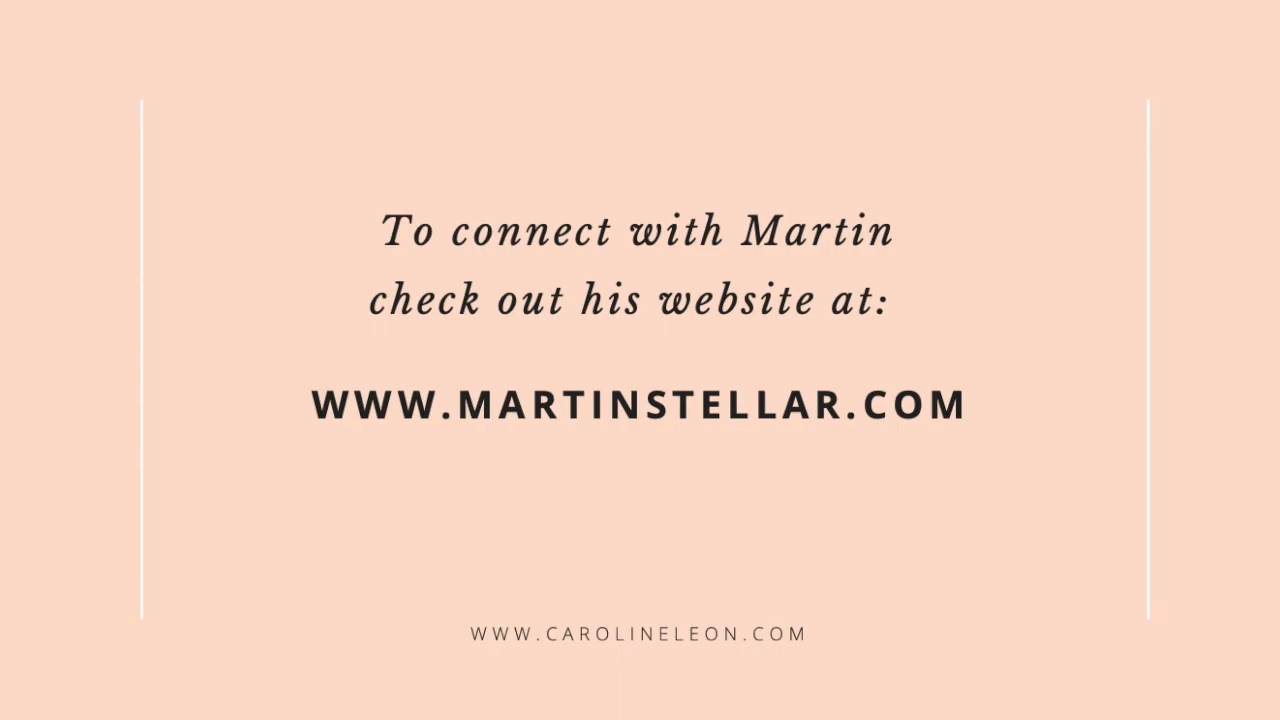 To connect with Martin
check out his website at:
WWW.MARTINSTELLAR.COM
WWW.CAROLINELEON.COM